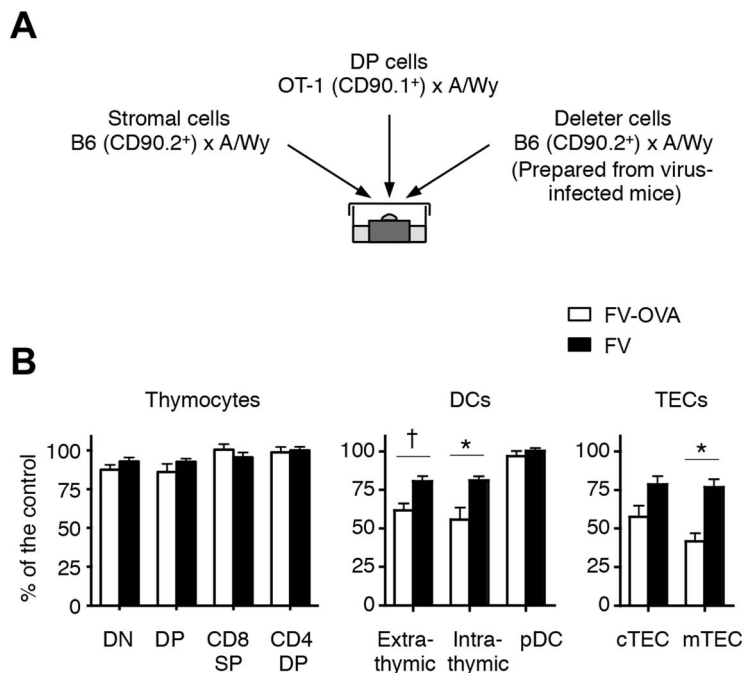 A
DP cells
OT-1 (CD90.1+) x A/Wy
Stromal cells
B6 (CD90.2+) x A/Wy
Deleter cells
B6 (CD90.2+) x A/Wy
(Prepared from virus-
infected mice)
FV-OVA
FV
B
Thymocytes
DCs
TECs
% of the control
100
75
50
25
0
DN
DP
CD8
SP
CD4
DP
†
*
100
75
50
25
0
Extra-
thymic
Intra-
thymic
pDC
*
100
75
50
25
0
cTEC
mTEC